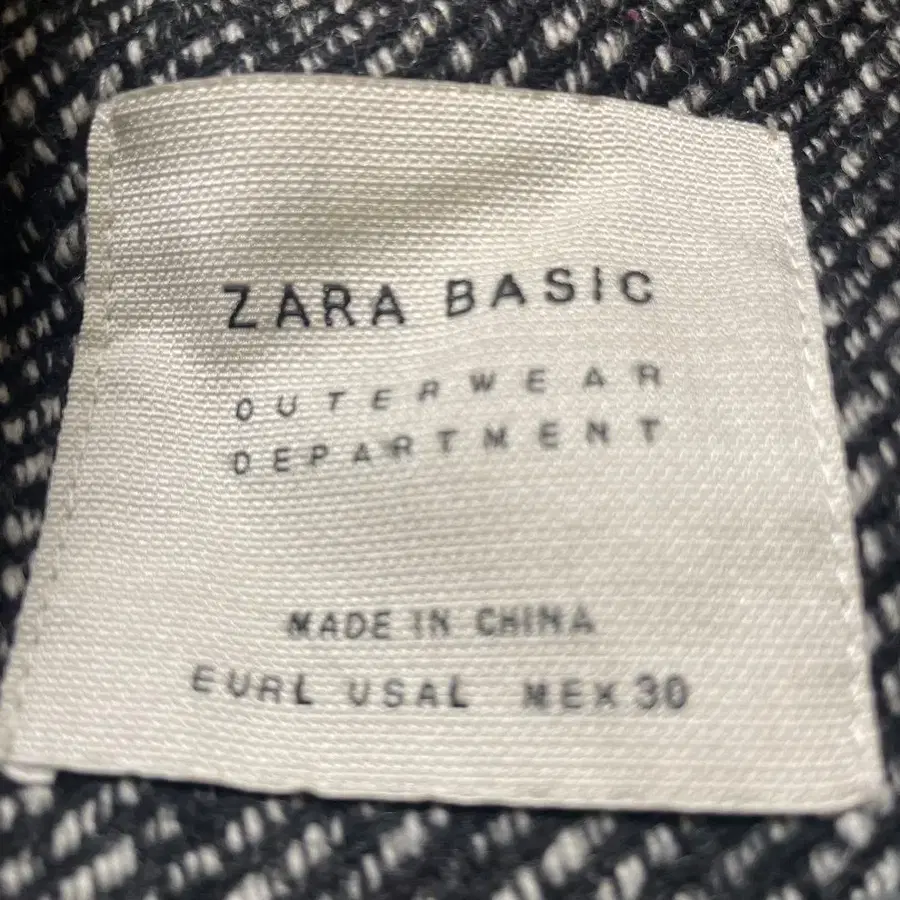 ZARA BASIC
OUTERWEAR
DEPARTMENT
MADE IN CHINA
EUR L USA L MEX 30